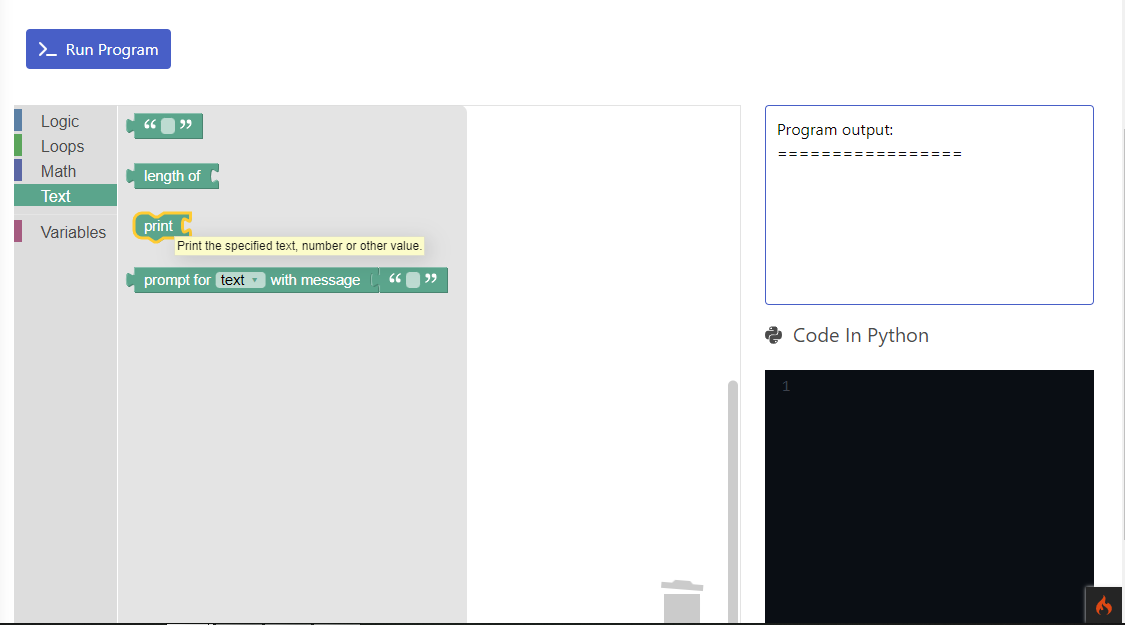 Run Program
Logic
Loops
Math
Text
Variables
“ ”
length of
print
Print the specified text, number or other value.
prompt for text ▾ with message “ ”
Program output:
=================
Code In Python
1